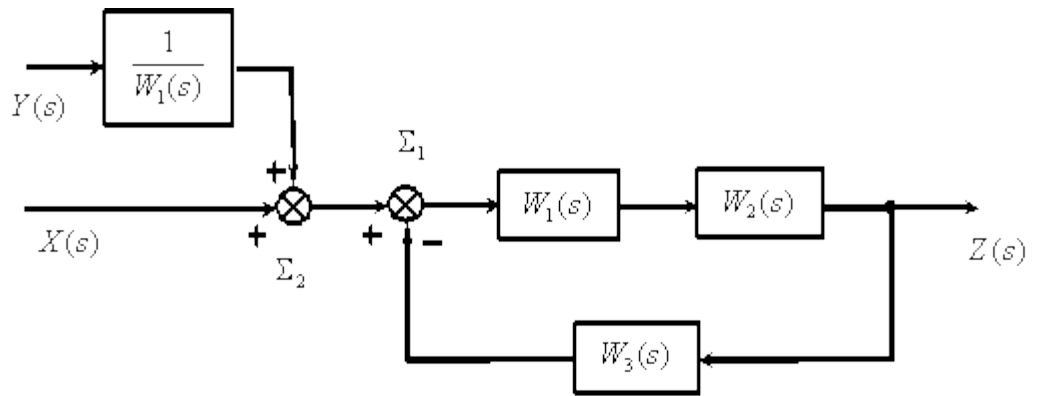 1
W₁(s)
Y(s)
+
Σ₁
W₁(s)
W₂(s)
X(s)
+
Σ₂
+
−
Z(s)
W₃(s)